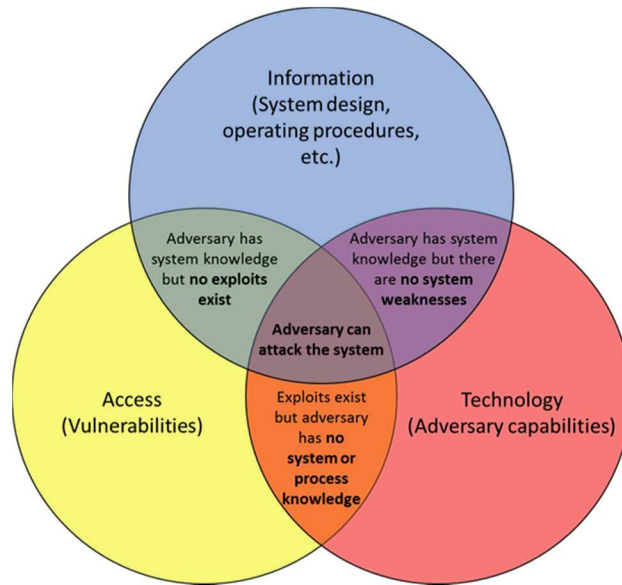 Information
(System design,
operating procedures,
etc.)
Adversary has
system knowledge
but no exploits
exist
Adversary has system
knowledge but there
are no system
weaknesses
Adversary can
attack the system
Access
(Vulnerabilities)
Exploits exist
but adversary
has no
system or
process
knowledge
Technology
(Adversary capabilities)